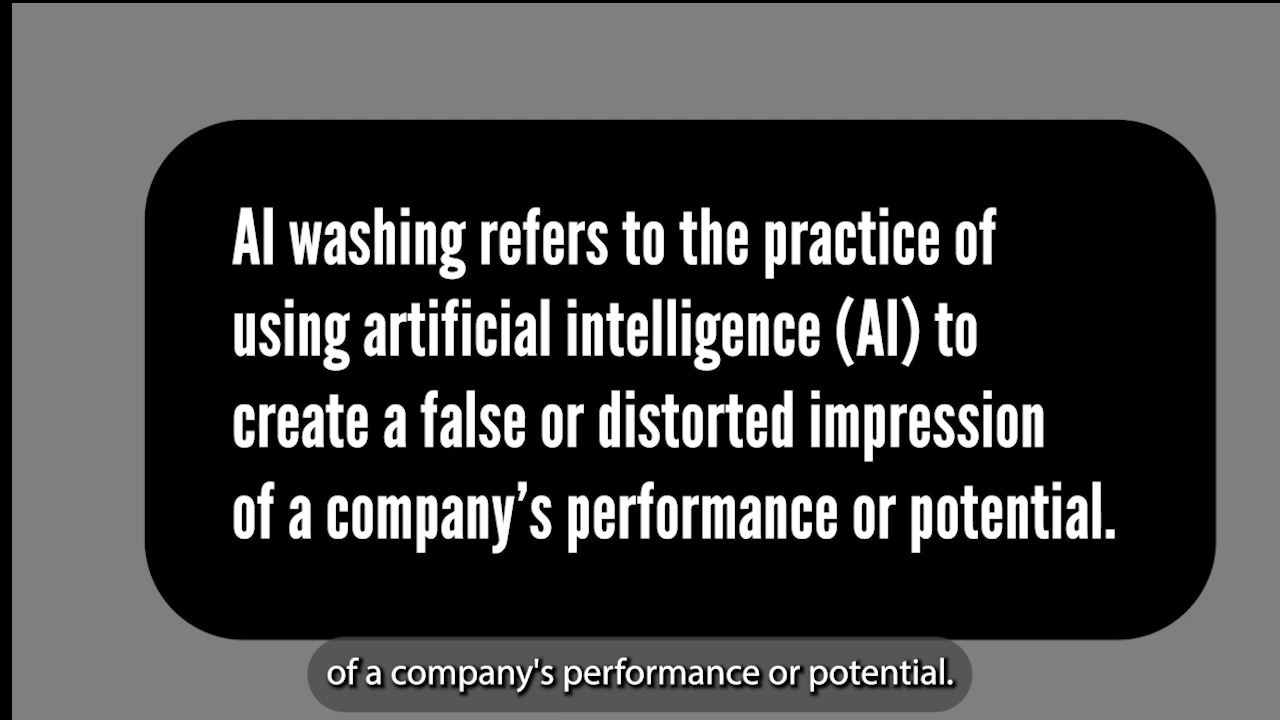 AI washing refers to the practice of
using artificial intelligence (AI) to
create a false or distorted impression
of a company’s performance or potential.
of a company's performance or potential.